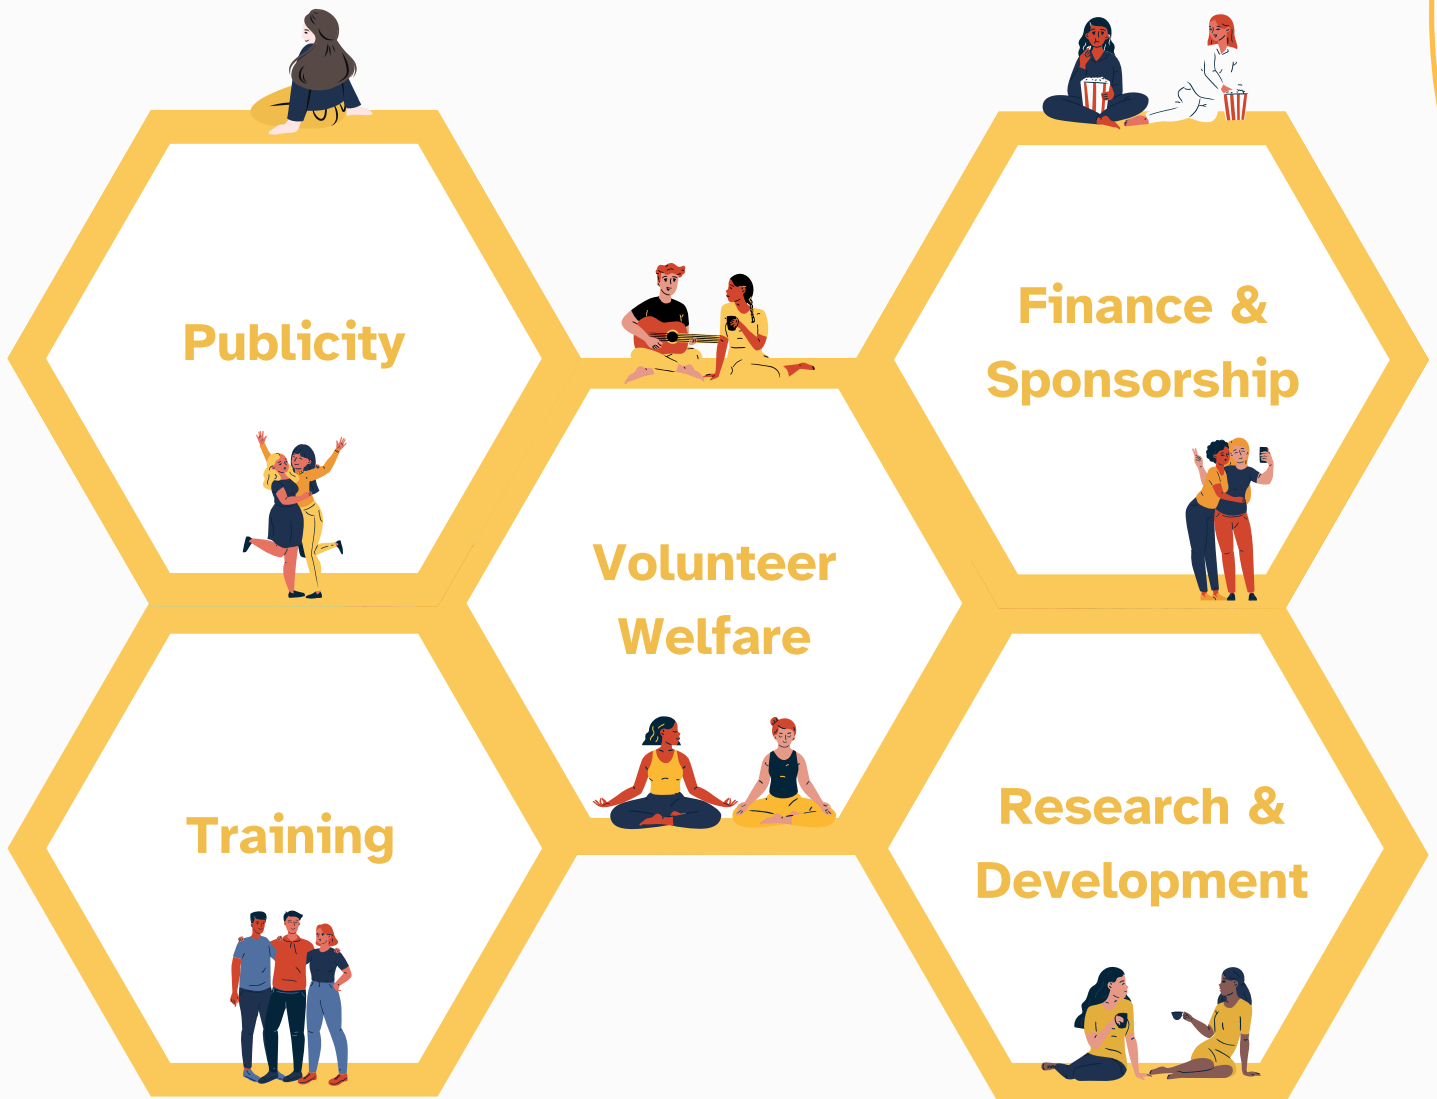 Publicity
Finance &
Sponsorship
Volunteer
Welfare
Training
Research &
Development